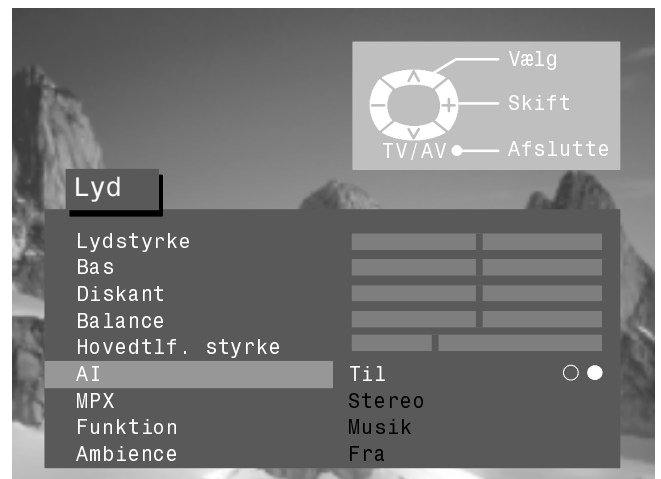 Vælg
Skift
TV/AV Afslutte
Lyd
Lydstyrke
Bas
Diskant
Balance
Hovedtlf. styrke
AI Til
MPX Stereo
Funktion Musik
Ambience Fra